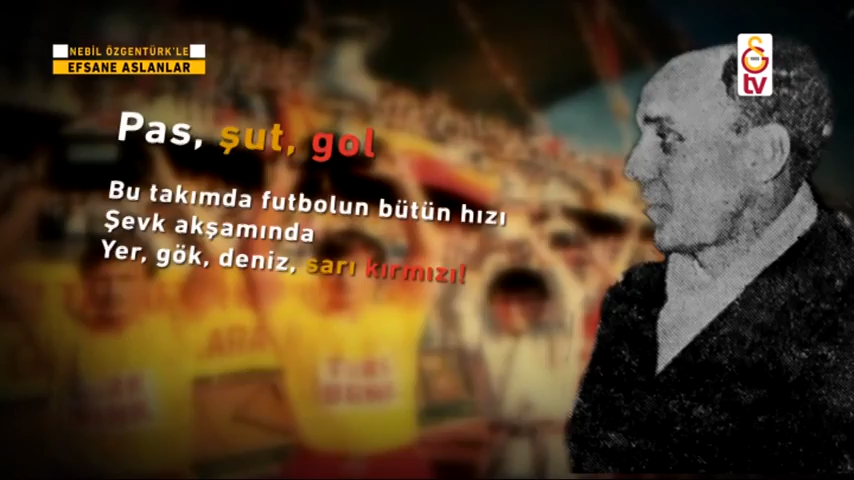 NEBİL ÖZGENTÜRK'LE
EFSANE ASLANLAR
tv
Pas, şut, gol
Bu takımda futbolun bütün hızı
Şevk akşamında
Yer, gök, deniz, sarı kırmızı!